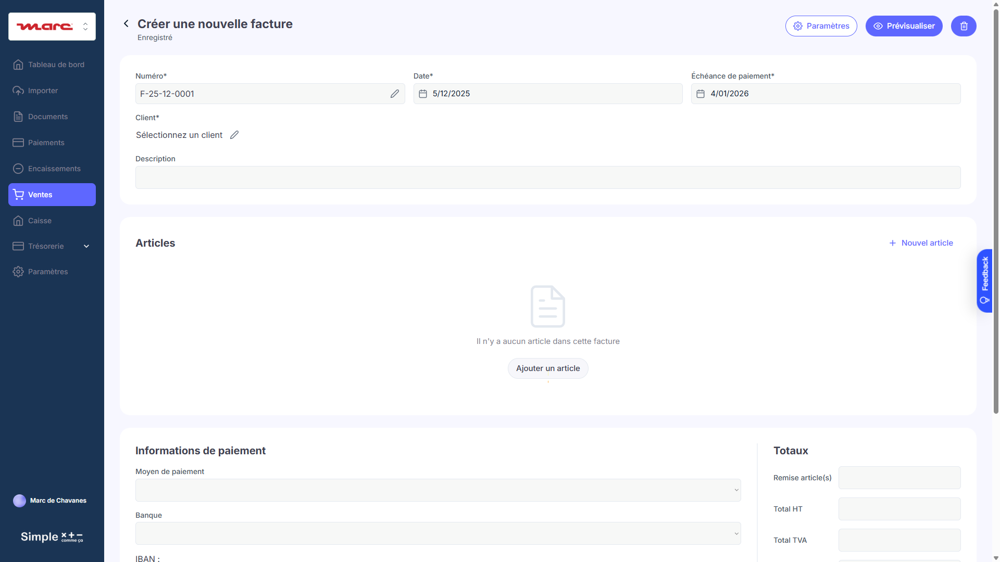 marc
Tableau de bord
Importer
Documents
Paiements
Encaissements
Ventes
Caisse
Trésorerie
Paramètres
Marc de Chavanes
Simple
comme ça
Créer une nouvelle facture
Enregistré
Paramètres
Prévisualiser
Numéro*
F-25-12-0001
Date*
5/12/2025
Échéance de paiement*
4/01/2026
Client*
Sélectionnez un client
Description
Articles
+ Nouvel article
Il n'y a aucun article dans cette facture
Ajouter un article
Feedback
Informations de paiement
Moyen de paiement
Banque
IBAN :
Totaux
Remise article(s)
Total HT
Total TVA